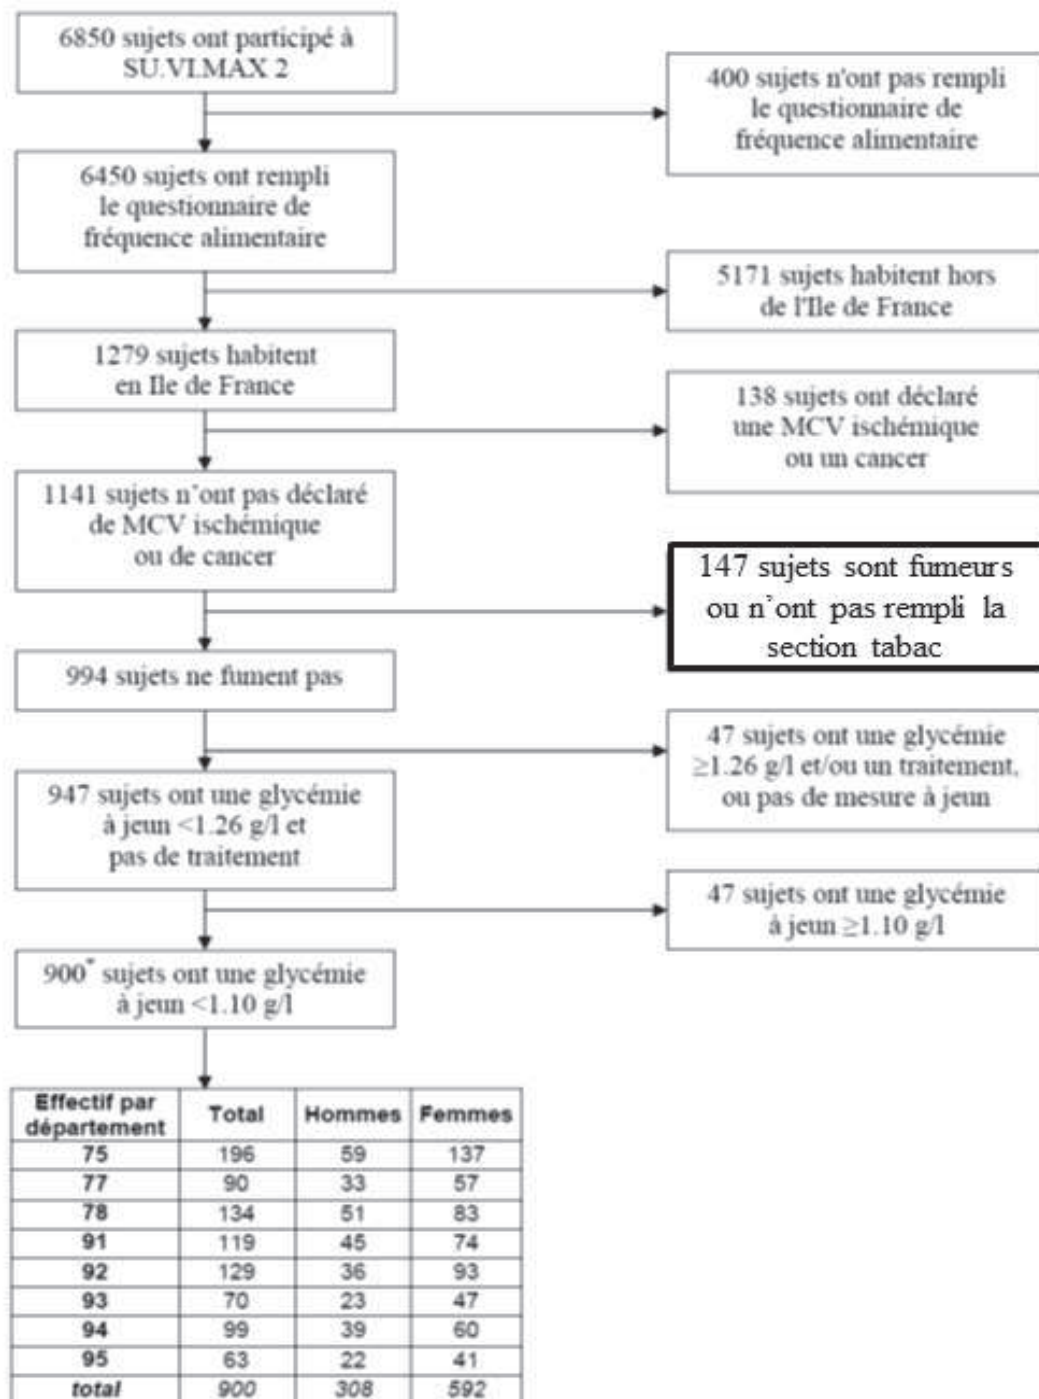 6850 sujets ont participé à
SU.VI.MAX 2
400 sujets n'ont pas rempli
le questionnaire de
fréquence alimentaire
6450 sujets ont rempli
le questionnaire de
fréquence alimentaire
5171 sujets habitent hors
de l'Ile de France
1279 sujets habitent
en Ile de France
138 sujets ont déclaré
une MCV ischémique
ou un cancer
1141 sujets n'ont pas déclaré
de MCV ischémique
ou de cancer
147 sujets sont fumeurs
ou n'ont pas rempli la
section tabac
994 sujets ne fument pas
47 sujets ont une glycémie
≥1.26 g/l et/ou un traitement,
ou pas de mesure à jeun
947 sujets ont une glycémie
à jeun <1.26 g/l et
pas de traitement
47 sujets ont une glycémie
à jeun ≥1.10 g/l
900* sujets ont une glycémie
à jeun <1.10 g/l
Effectif par
département Total Hommes Femmes
75 196 59 137
77 90 33 57
78 134 51 83
91 119 45 74
92 129 36 93
93 70 23 47
94 99 39 60
95 63 22 41
total 900 308 592